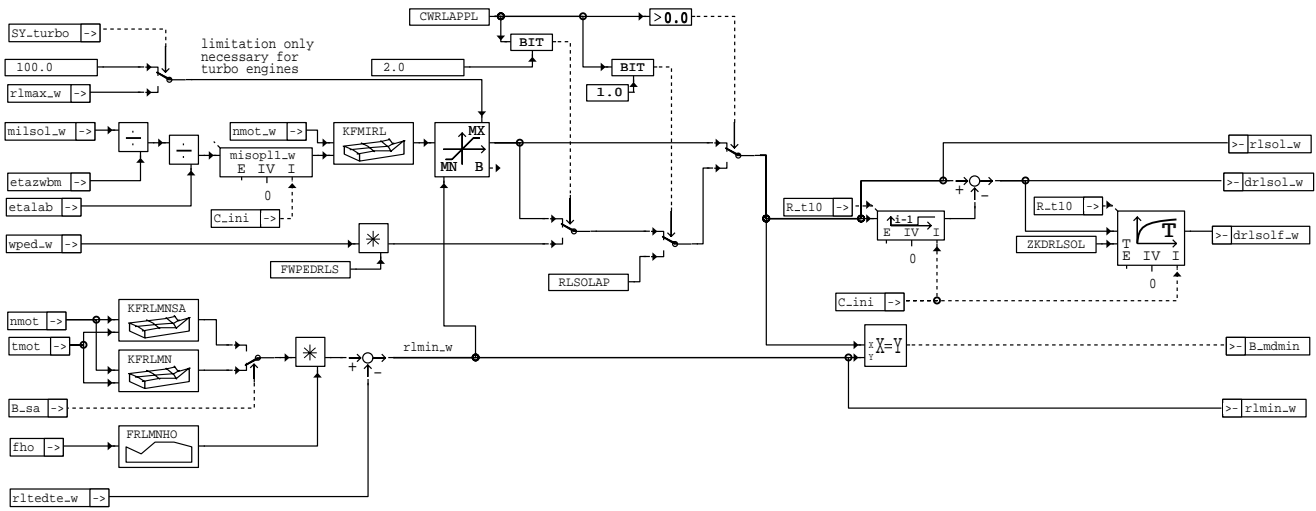 CWRLAPPL
>0.0
SY_turbo
->
BIT
limitation only
necessary for
turbo engines
100.0
2.0
BIT
rlmax_w
->
1.0
milsol_w
->
nmot_w
->
KFMIRL
MX
MN
B
rlsol_w
>-
misopl1_w
E IV I
0
etazwbm
->
drlsol_w
>-
etalab
->
C_ini
->
R_t10
->
i-1
E IV I
0
R_t10
->
T
T
E IV I
0
wped_w
->
drlsolf_w
>-
ZKDRLSOL
FWPEDRLS
RLSOLAP
C_ini
->
KFRLMNSA
nmot
->
tmot
->
KFRLMN
rlmin_w
X
Y
X=Y
>-
B_mdmin
+
−
+
−
B_sa
->
>-
rlmin_w
FRLMNHO
fho
->
rltedte_w
->